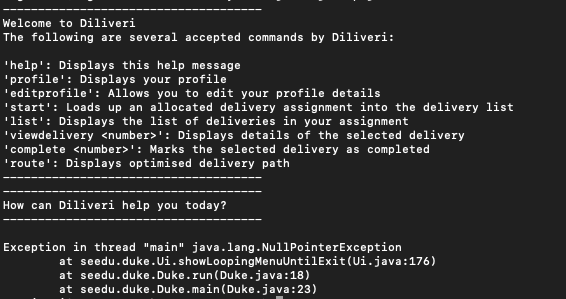 --------------------------------------
Welcome to Diliveri
The following are several accepted commands by Diliveri:

'help': Displays this help message
'profile': Displays your profile
'editprofile': Allows you to edit your profile details
'start': Loads up an allocated delivery assignment into the delivery list
'list': Displays the list of deliveries in your assignment
'viewdelivery <number>': Displays details of the selected delivery
'complete <number>': Marks the selected delivery as completed
'route': Displays optimised delivery path
--------------------------------------
--------------------------------------
How can Diliveri help you today?
--------------------------------------

Exception in thread "main" java.lang.NullPointerException
        at seedu.duke.Ui.showLoopingMenuUntilExit(Ui.java:176)
        at seedu.duke.Duke.run(Duke.java:18)
        at seedu.duke.Duke.main(Duke.java:23)